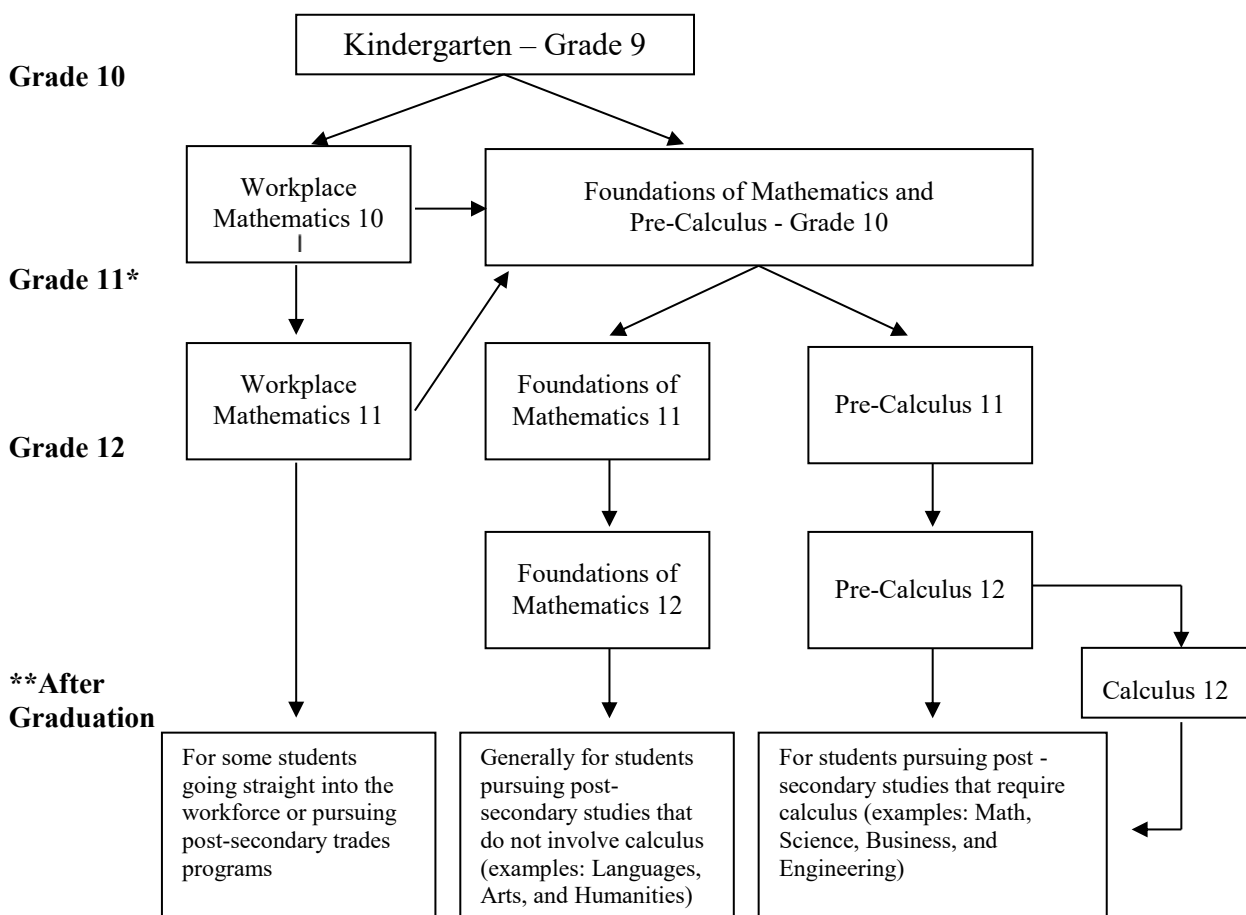 Kindergarten – Grade 9
Grade 10
Workplace
Mathematics 10
Foundations of Mathematics and
Pre-Calculus - Grade 10
Grade 11*
Workplace
Mathematics 11
Foundations of
Mathematics 11
Pre-Calculus 11
Grade 12
Foundations of
Mathematics 12
Pre-Calculus 12
Calculus 12
**After
Graduation
For some students
going straight into the
workforce or pursuing
post-secondary trades
programs
Generally for students
pursuing post-
secondary studies that
do not involve calculus
(examples: Languages,
Arts, and Humanities)
For students pursuing post -
secondary studies that require
calculus (examples: Math,
Science, Business, and
Engineering)